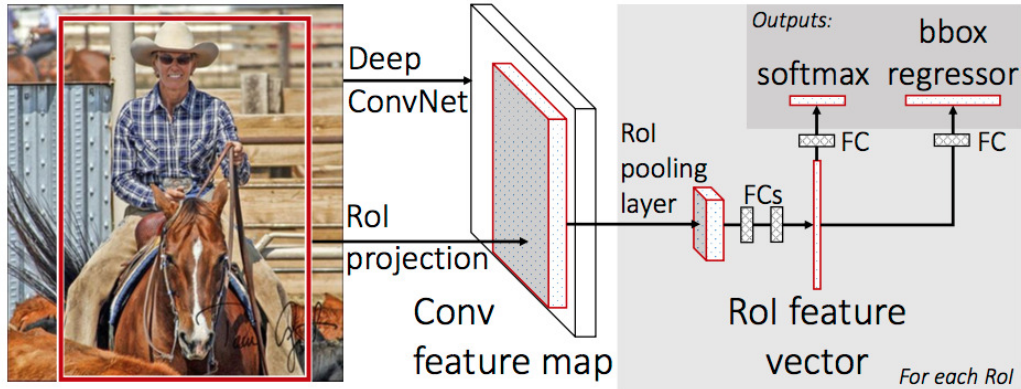 Deep
ConvNet
RoI
projection
Conv
feature map
RoI
pooling
layer
FCs
RoI feature
vector
For each RoI
Outputs:
softmax
bbox
regressor
FC
FC